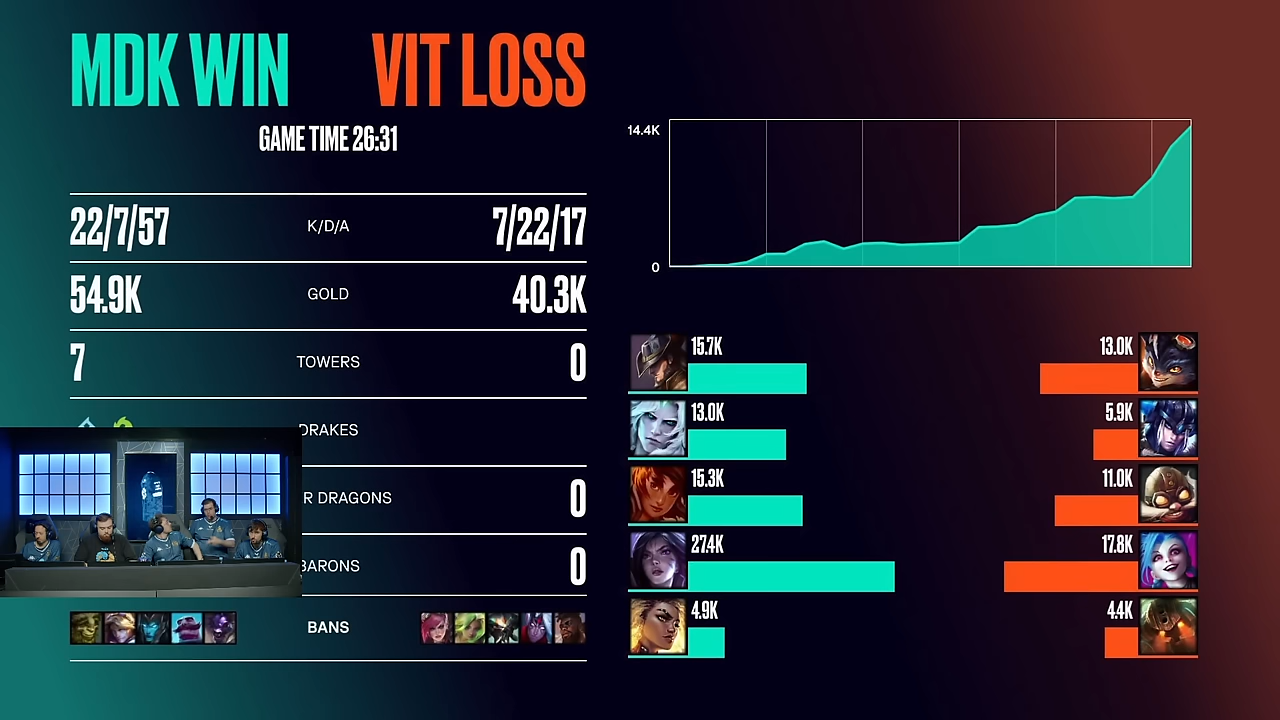 MDK WIN VIT LOSS
GAME TIME 26:31
22/7/57 K/D/A 7/22/17
54.9K GOLD 40.3K
7 TOWERS 0
DRAKES
R DRAGONS 0
BARONS 0
BANS
14.4K
0
15.7K 13.0K
13.0K 5.9K
15.3K 11.0K
27.4K 17.8K
4.9K 4.4K